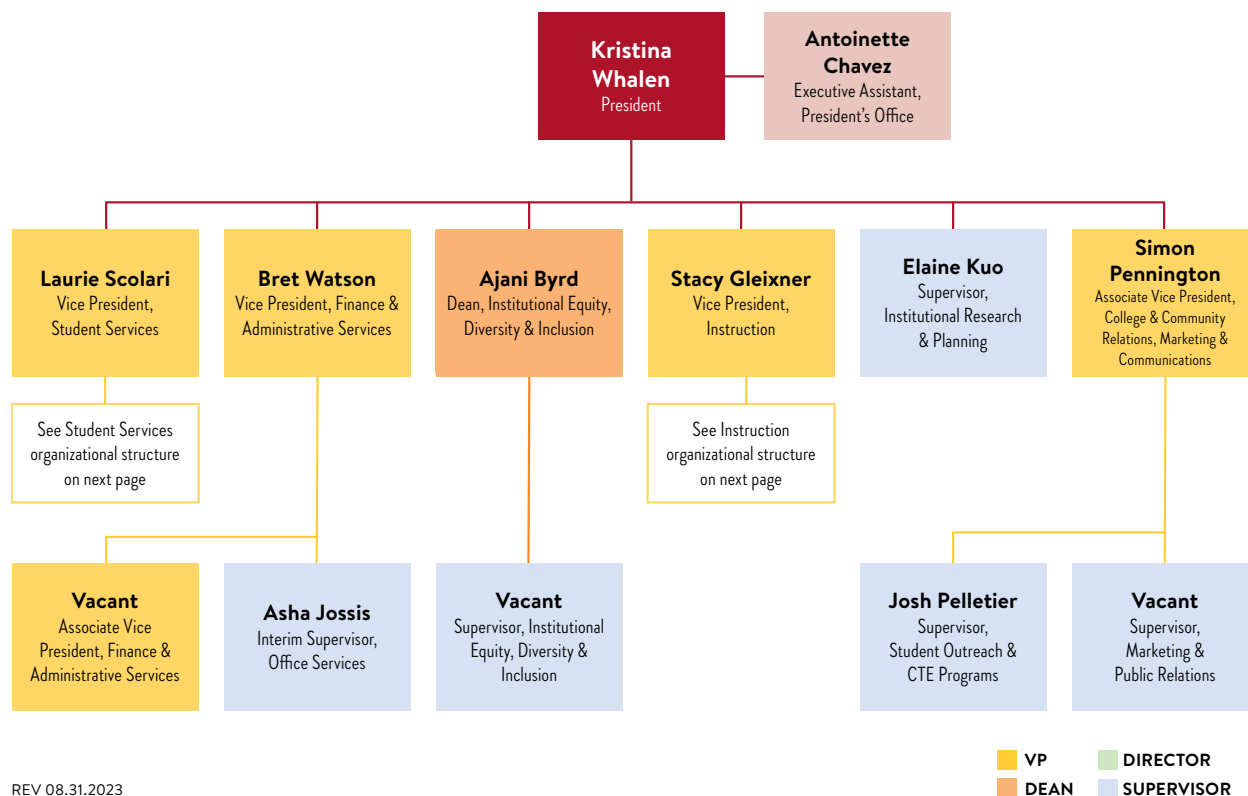 Kristina
Whalen
President
Antoinette
Chavez
Executive Assistant,
President's Office
Laurie Scolari
Vice President,
Student Services
Bret Watson
Vice President, Finance &
Administrative Services
Ajani Byrd
Dean, Institutional Equity,
Diversity & Inclusion
Stacy Gleixner
Vice President,
Instruction
Elaine Kuo
Supervisor,
Institutional Research
& Planning
Simon
Pennington
Associate Vice President,
College & Community
Relations, Marketing &
Communications
See Student Services
organizational structure
on next page
See Instruction
organizational structure
on next page
Vacant
Associate Vice
President, Finance &
Administrative Services
Asha Jossis
Interim Supervisor,
Office Services
Vacant
Supervisor, Institutional
Equity, Diversity &
Inclusion
Josh Pelletier
Supervisor,
Student Outreach &
CTE Programs
Vacant
Supervisor,
Marketing &
Public Relations
VP
DIRECTOR
DEAN
SUPERVISOR
REV 08.31.2023